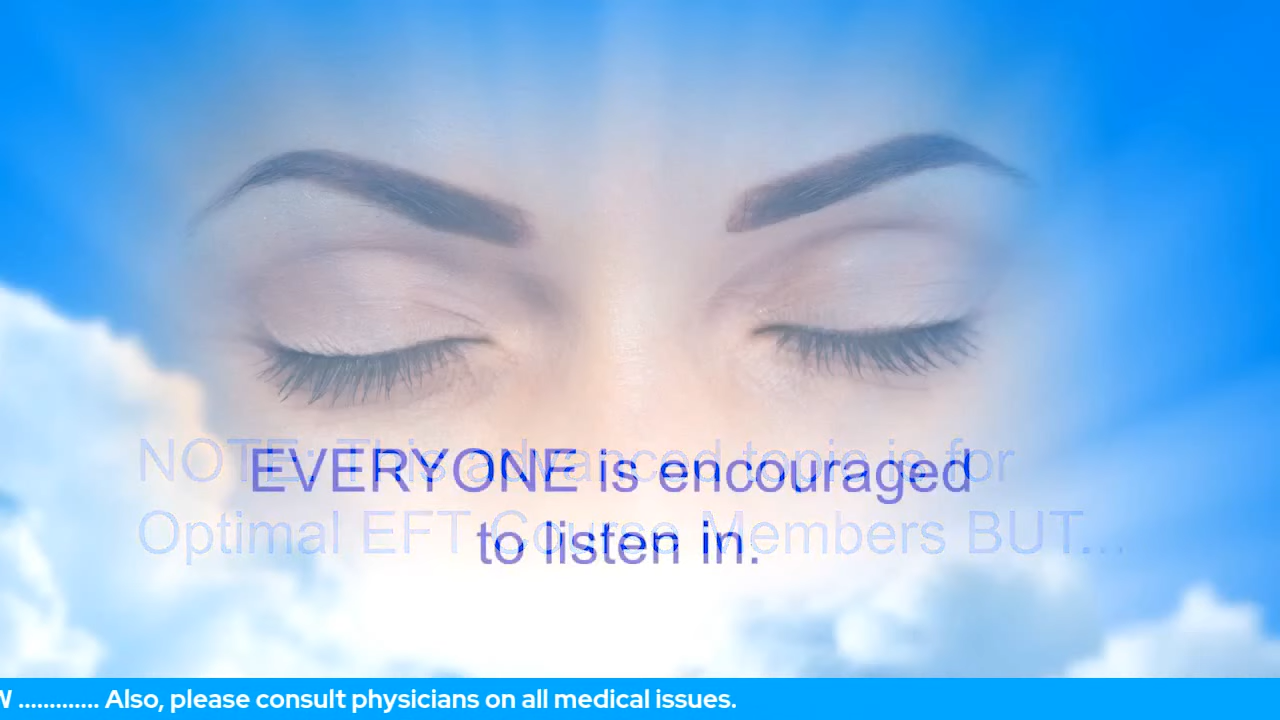 NOTE: This advanced topic is for
Optimal EFT Course Members BUT...
EVERYONE is encouraged
to listen in.
W ............. Also, please consult physicians on all medical issues.